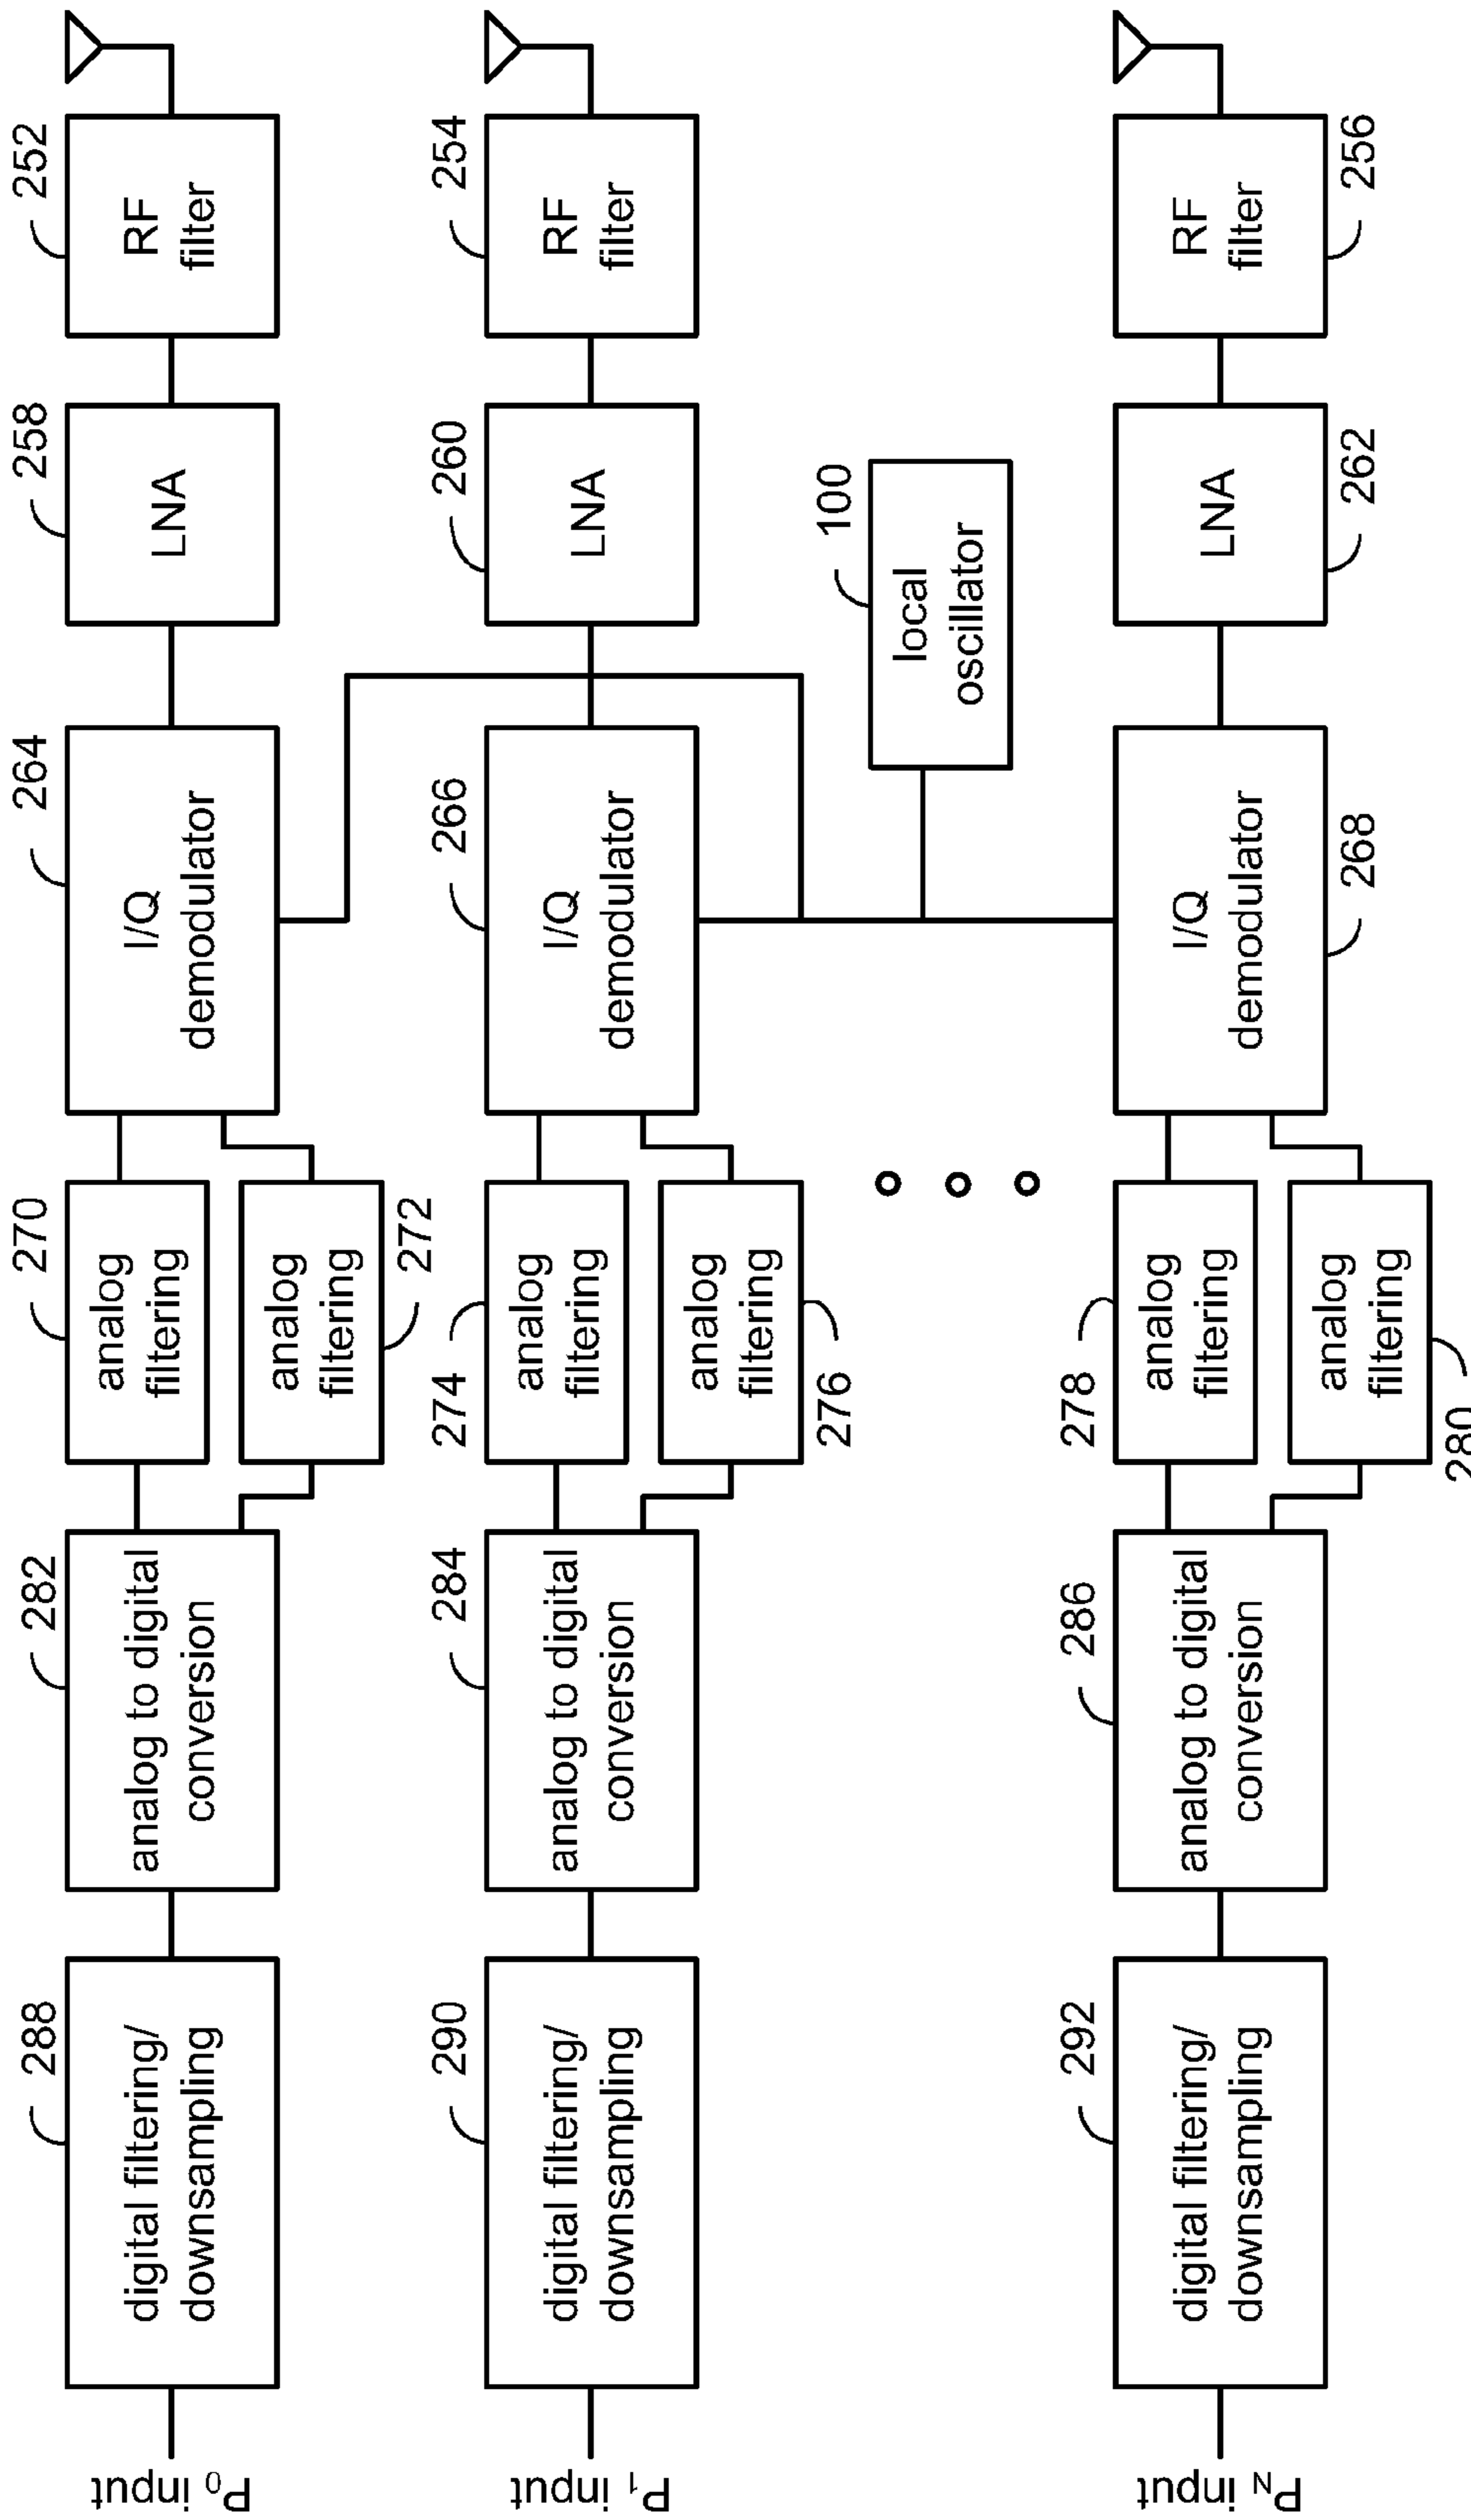 P₀ input
288
digital filtering/
downsampling
282
analog to digital
conversion
270
analog
filtering
analog
filtering
272
264
I/Q
demodulator
258
LNA
252
RF
filter
P₁ input
290
digital filtering/
downsampling
284
analog to digital
conversion
274
analog
filtering
analog
filtering
276
266
I/Q
demodulator
260
LNA
254
RF
filter
100
local
oscillator
P_N input
292
digital filtering/
downsampling
286
analog to digital
conversion
278
analog
filtering
analog
filtering
280
I/Q
demodulator
268
LNA
262
RF
filter
256